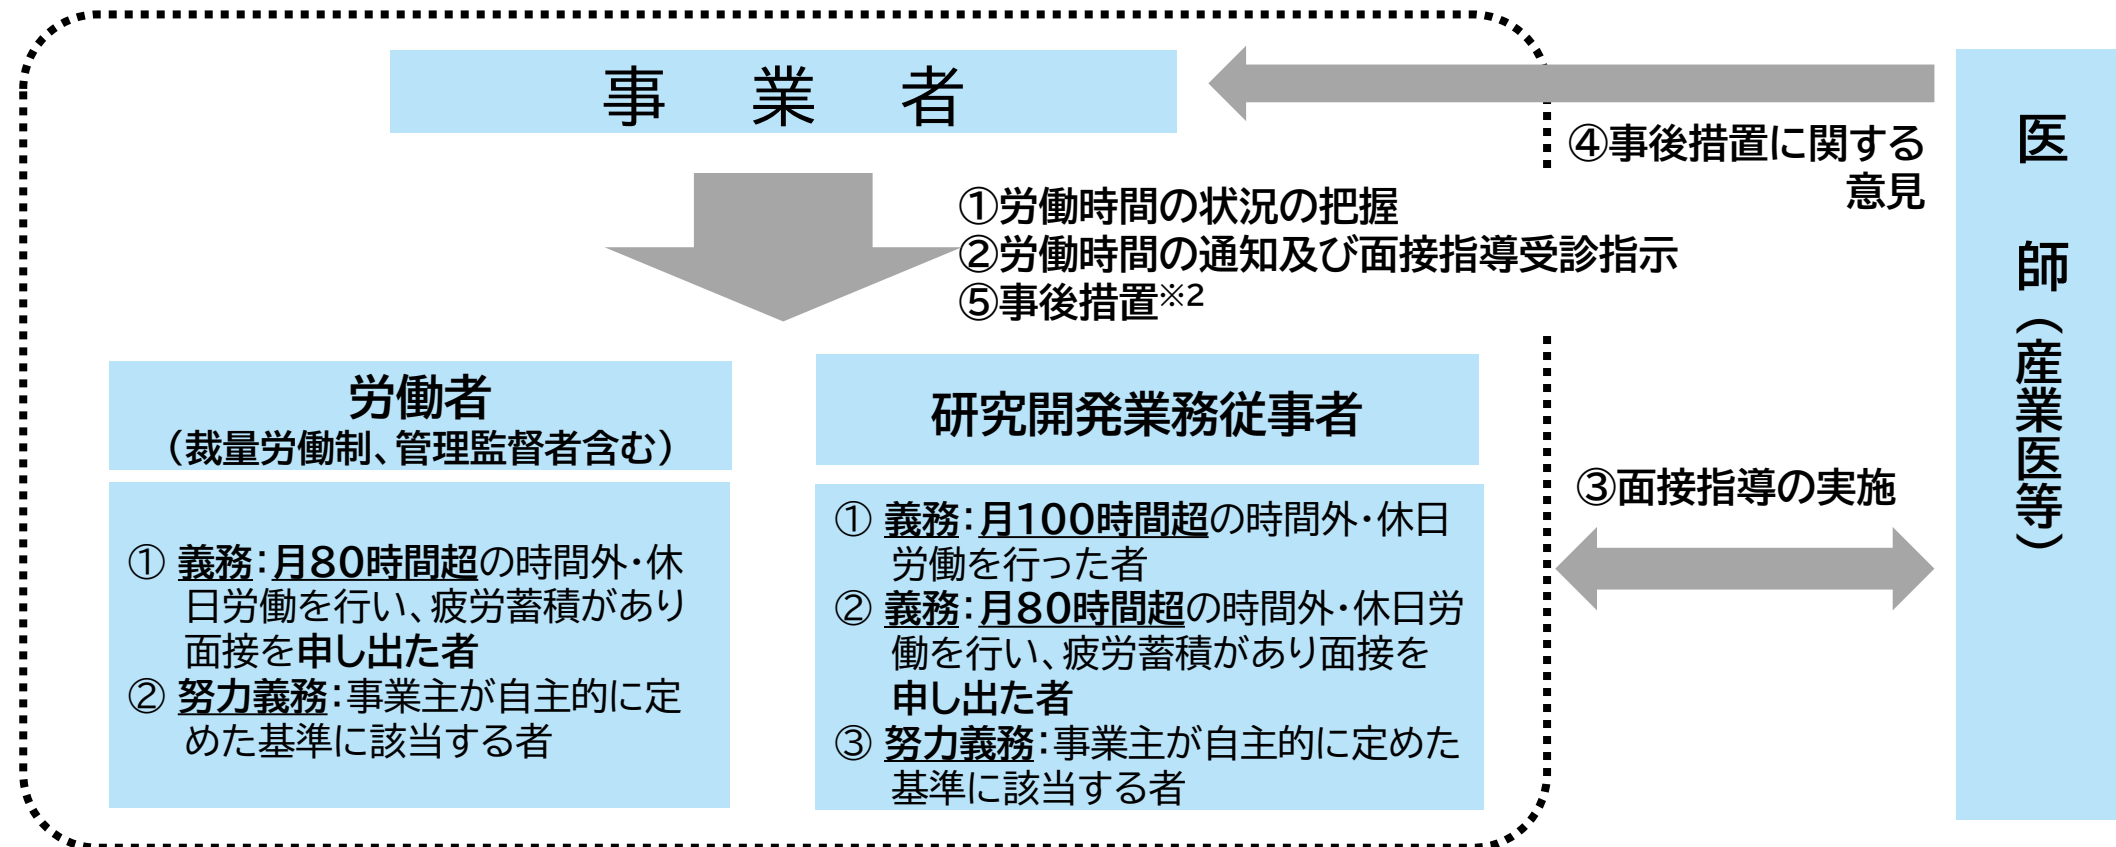 事 業 者
④事後措置に関する
意見
①労働時間の状況の把握
②労働時間の通知及び面接指導受診指示
⑤事後措置※2
労働者
（裁量労働制、管理監督者含む）
① 義務：月80時間超の時間外・休
日労働を行い、疲労蓄積があり
面接を申し出た者
② 努力義務：事業主が自主的に定
めた基準に該当する者
研究開発業務従事者
① 義務：月100時間超の時間外・休日
労働を行った者
② 義務：月80時間超の時間外・休日労
働を行い、疲労蓄積があり面接を
申し出た者
③ 努力義務：事業主が自主的に定めた
基準に該当する者
③面接指導の実施
医 師（産業医等）